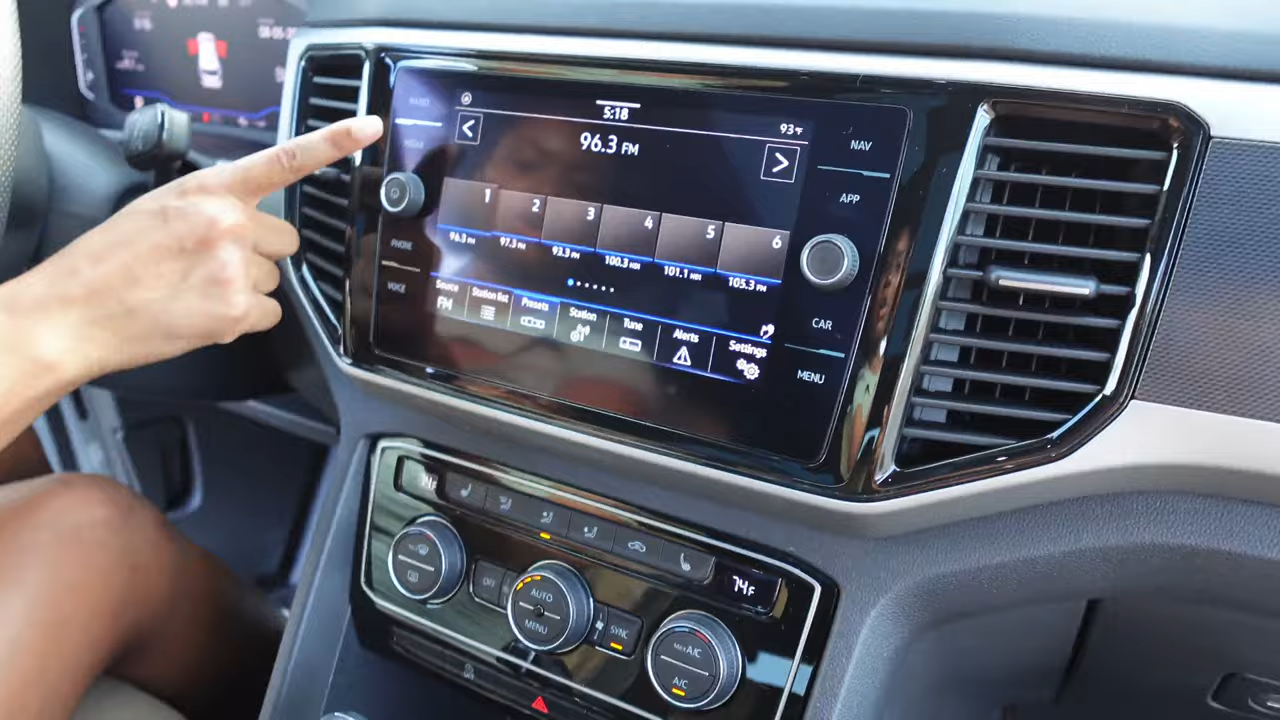 RADIO
MEDIA
PHONE
VOICE
5:18
93°F
96.3 FM
1
2
3
4
5
6
96.3 FM
97.3 FM
93.3 FM
100.3 HD1
101.1 HD1
105.3 FM
Source
FM
Station list
Presets
Station
Tune
Alerts
Settings
NAV
APP
CAR
MENU
OFF
AUTO
MENU
SYNC
74°F
MAX A/C
A/C